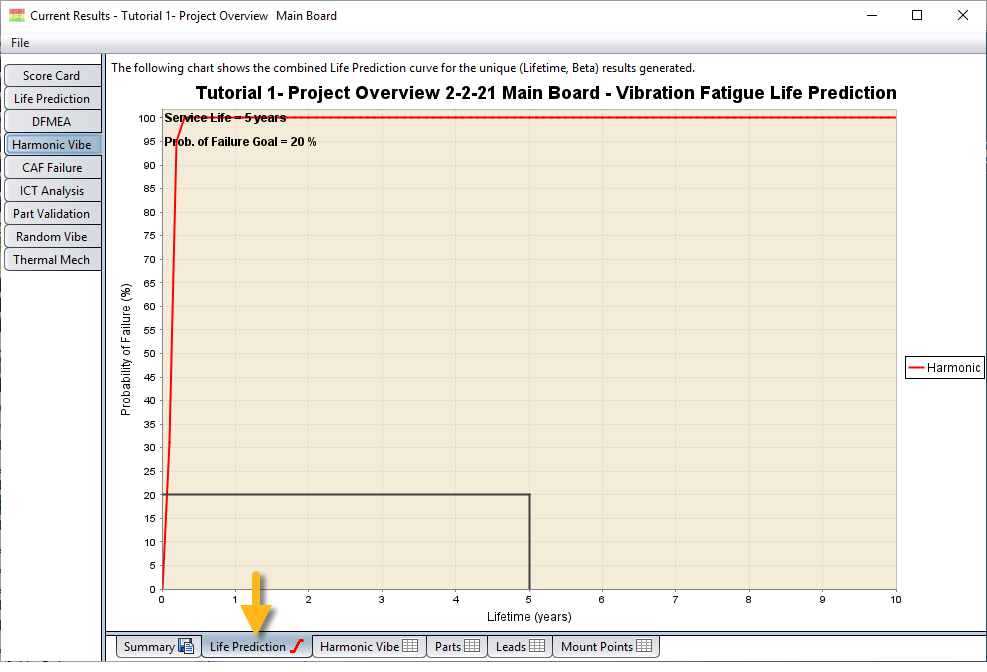 Current Results - Tutorial 1- Project Overview   Main Board
File
Score Card
Life Prediction
DFMEA
Harmonic Vibe
CAF Failure
ICT Analysis
Part Validation
Random Vibe
Thermal Mech
The following chart shows the combined Life Prediction curve for the unique (Lifetime, Beta) results generated.
Tutorial 1- Project Overview 2-2-21 Main Board - Vibration Fatigue Life Prediction
Service Life = 5 years
Prob. of Failure Goal = 20 %
Probability of Failure (%)
100
95
90
85
80
75
70
65
60
55
50
45
40
35
30
25
20
15
10
5
0
0 1 2 3 4 5 6 7 8 9 10
Lifetime (years)
Harmonic
Summary Life Prediction Harmonic Vibe Parts Leads Mount Points